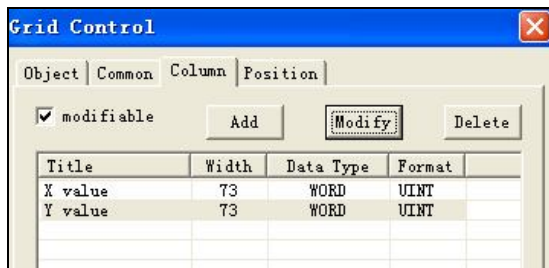 Grid Control
Object Common Column Position
modifiable Add Modify Delete
Title Width Data Type Format
X value 73 WORD UINT
Y value 73 WORD UINT